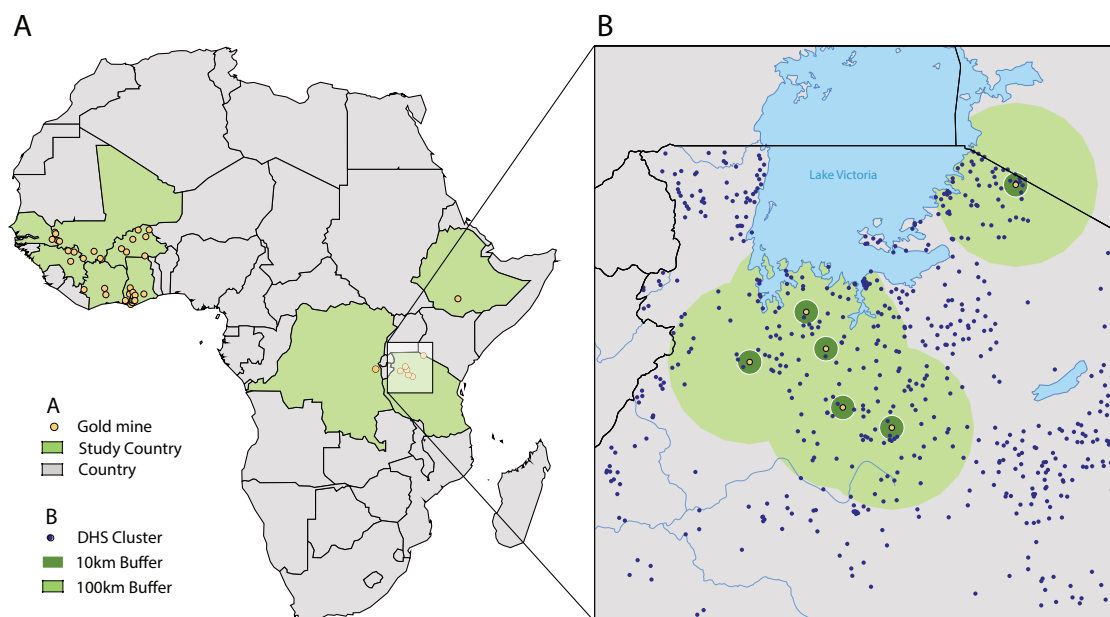 A
B
Lake Victoria
A
Gold mine
Study Country
Country
B
DHS Cluster
10km Buffer
100km Buffer